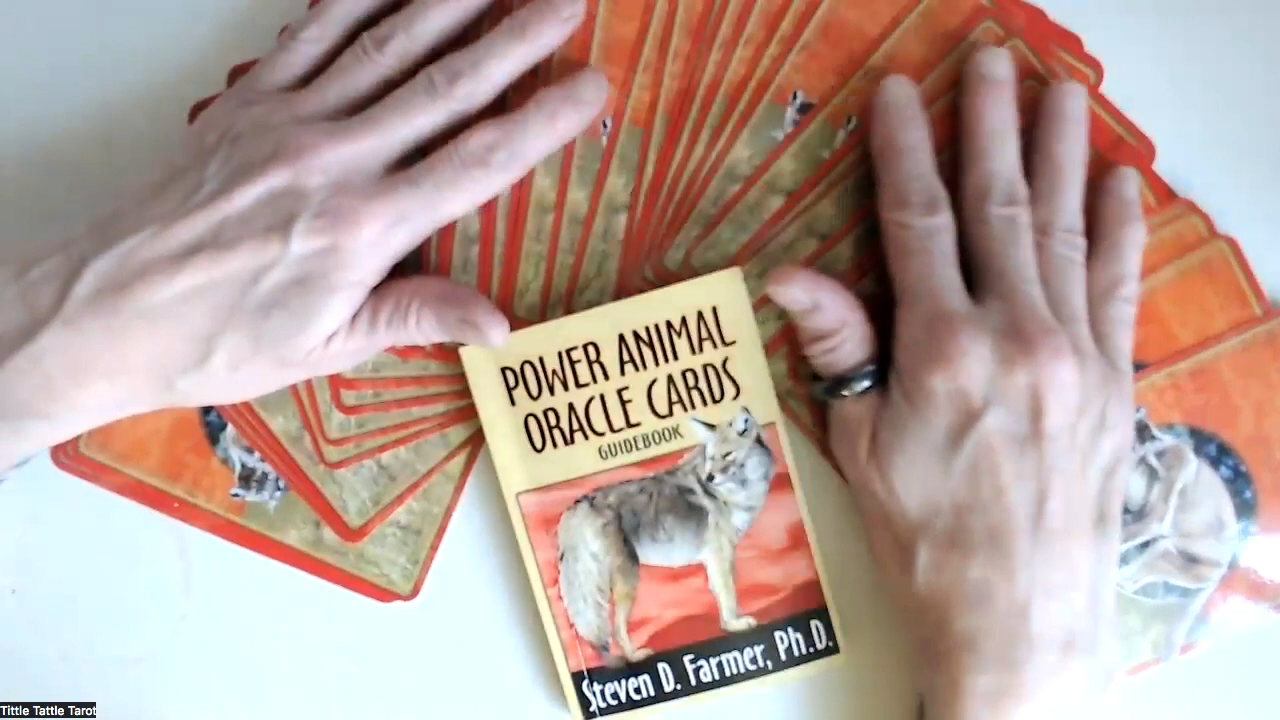 POWER ANIMAL
ORACLE CARDS
GUIDEBOOK
Steven D. Farmer, Ph.D.
Tittle Tattle Tarot